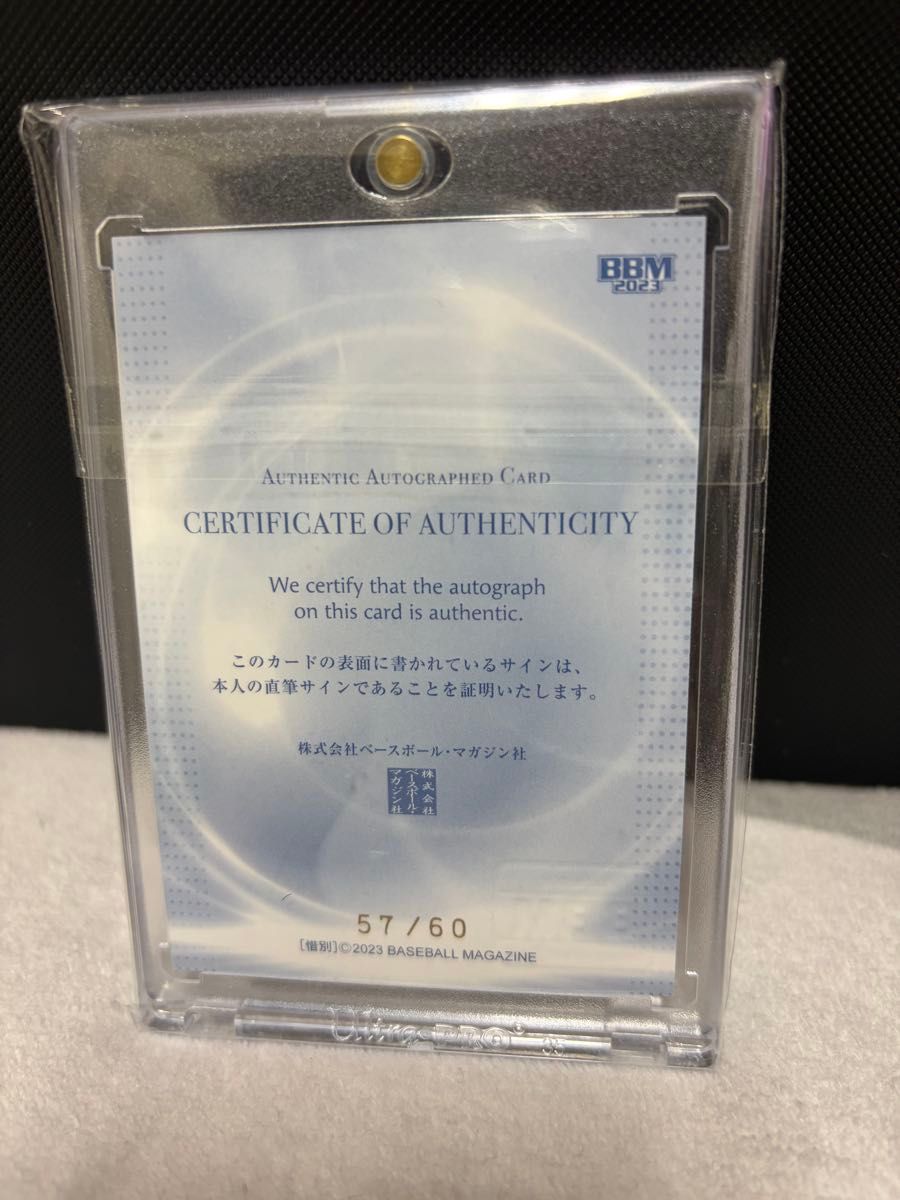 BBM
2023
AUTHENTIC AUTOGRAPHED CARD
CERTIFICATE OF AUTHENTICITY
We certify that the autograph
on this card is authentic.
このカードの表面に書かれているサインは、
本人の直筆サインであることを証明いたします。
株式会社ベースボール・マガジン社
株式会社
ベースボール・
マガジン社
57/60
[惜別]©2023 BASEBALL MAGAZINE
Ultra PRO
35